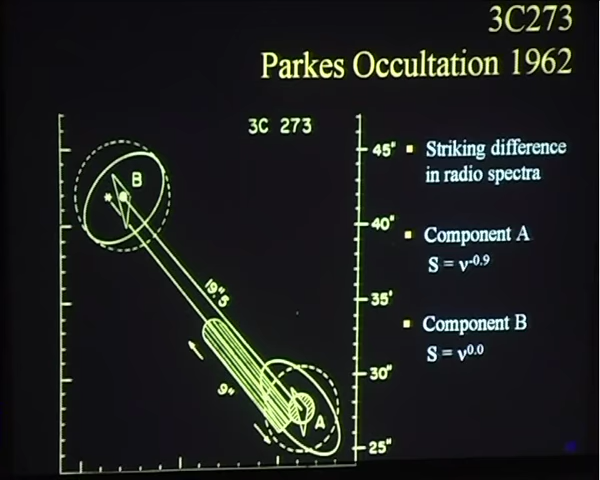 3C273
Parkes Occultation 1962
3C 273
45"
40"
35"
30"
25"
B
19".5
9"
A
Striking difference
in radio spectra
Component A
S = ν-0.9
Component B
S = ν0.0